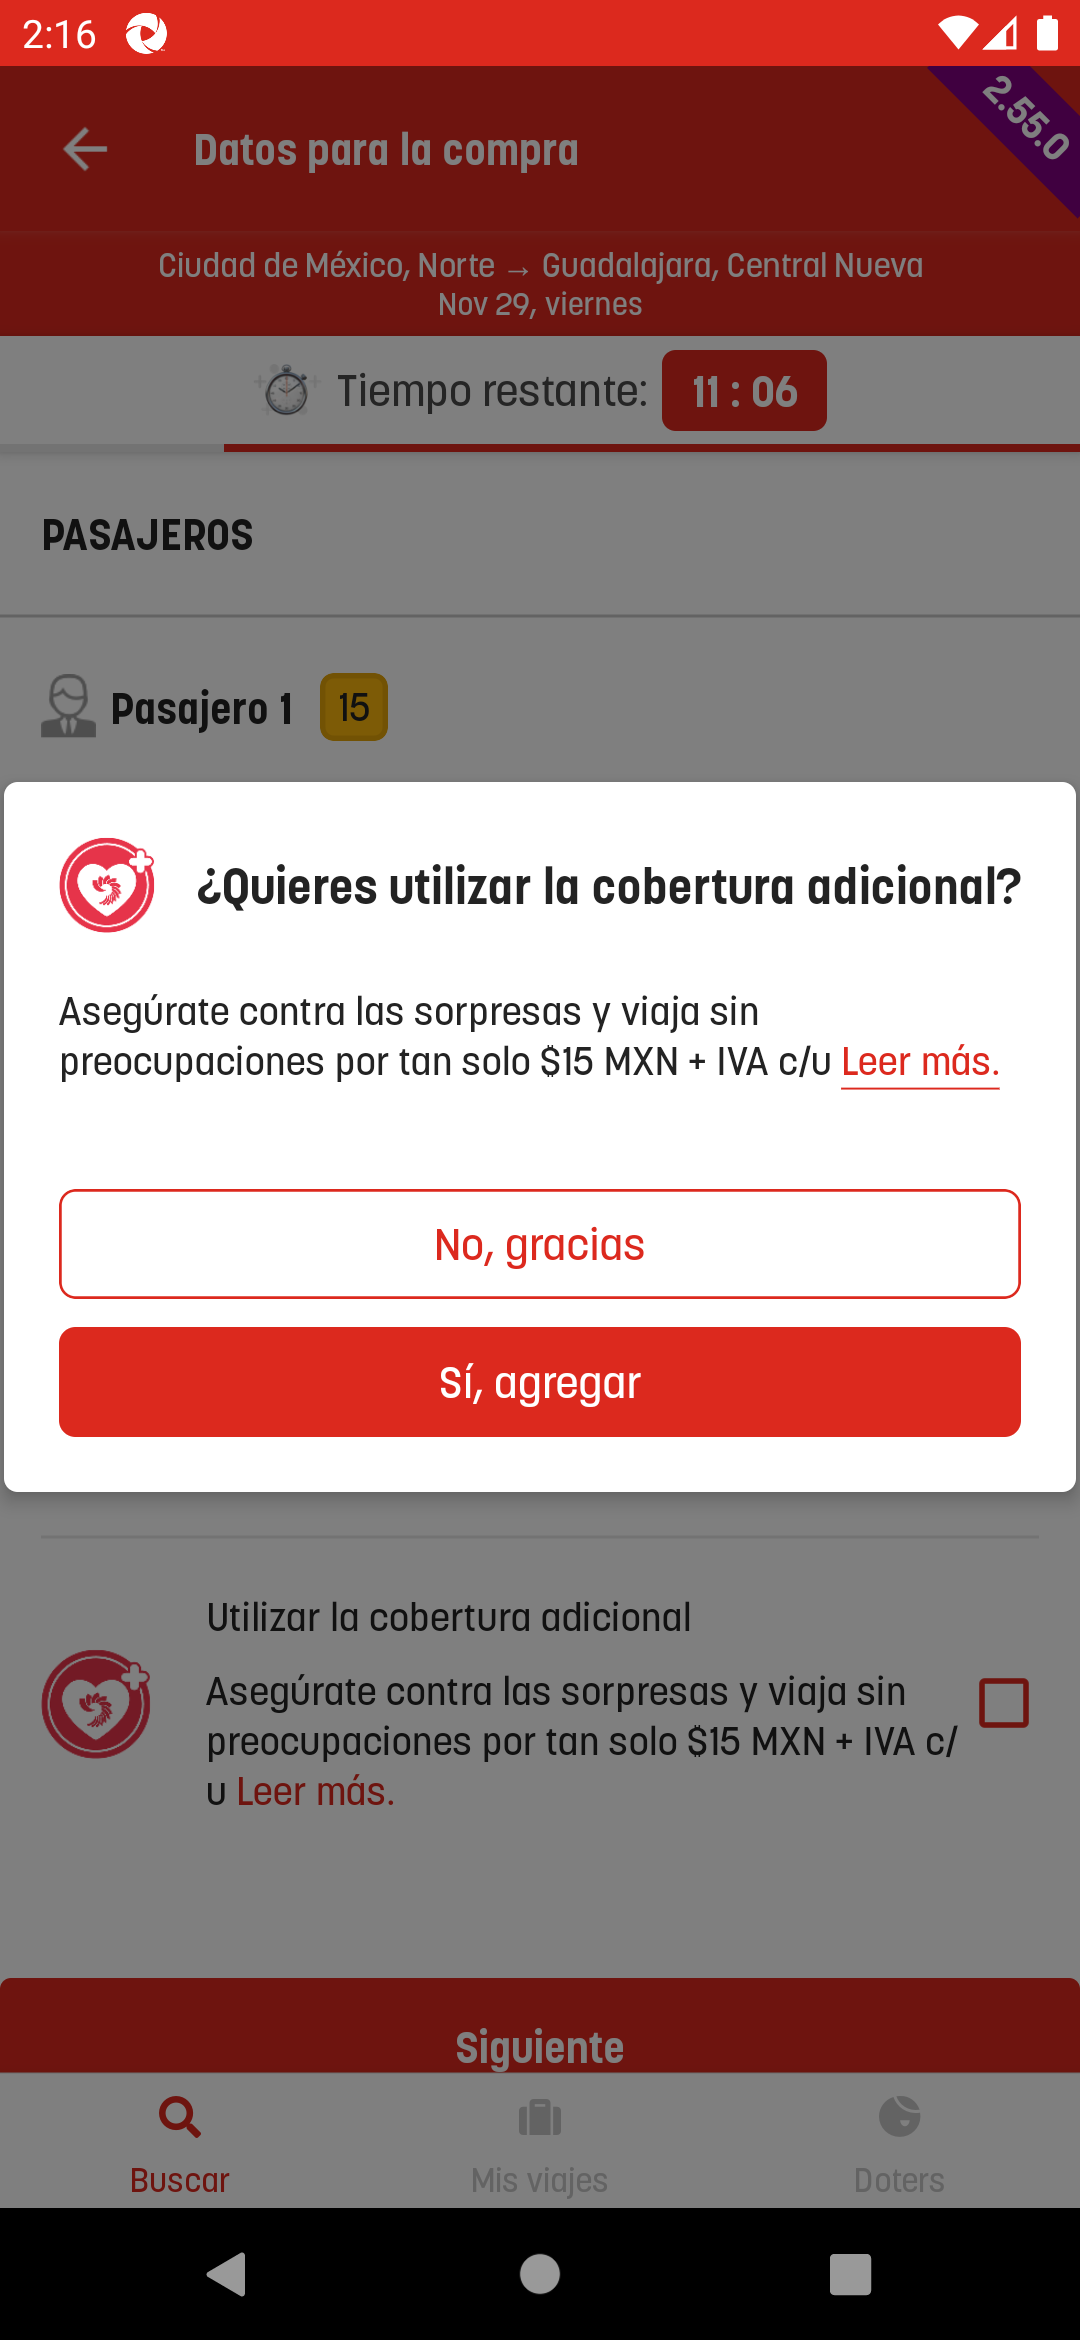 2:16
2.55.0
Datos para la compra
Ciudad de México, Norte → Guadalajara, Central Nueva
Nov 29, viernes
Tiempo restante: 11 : 06
PASAJEROS
Pasajero 1 15
¿Quieres utilizar la cobertura adicional?
Asegúrate contra las sorpresas y viaja sin
preocupaciones por tan solo $15 MXN + IVA c/u Leer más.
No, gracias
Sí, agregar
Utilizar la cobertura adicional
Asegúrate contra las sorpresas y viaja sin
preocupaciones por tan solo $15 MXN + IVA c/
u Leer más.
Siguiente
Buscar Mis viajes Doters